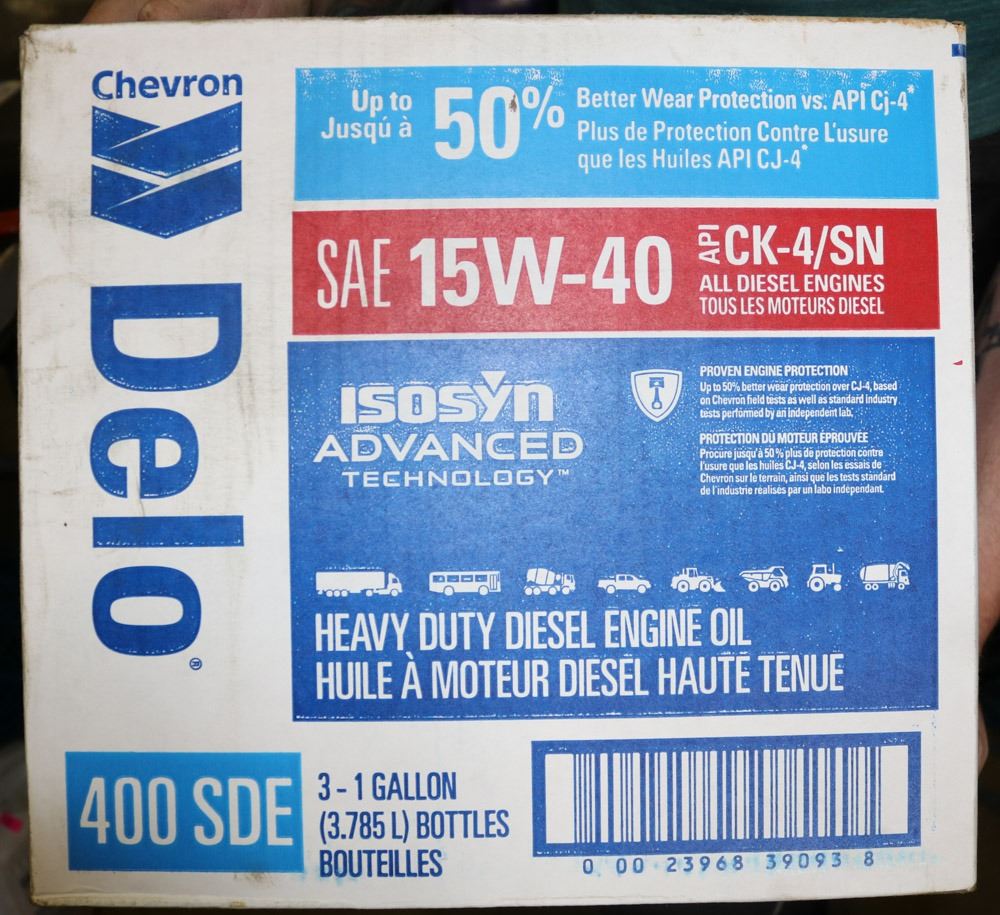 Chevron
Delo®
Up to
Jusqú à
50%
Better Wear Protection vs. API Cj-4*
Plus de Protection Contre L'usure
que les Huiles API CJ-4*
SAE 15W-40
API CK-4/SN
ALL DIESEL ENGINES
TOUS LES MOTEURS DIESEL
ISOSYN
ADVANCED
TECHNOLOGY™
PROVEN ENGINE PROTECTION
Up to 50% better wear protection over CJ-4, based
on Chevron field tests as well as standard industry
tests performed by an independent lab.
PROTECTION DU MOTEUR ÉPROUVÉE
Procure jusqu'à 50 % plus de protection contre
l'usure que les huiles CJ-4, selon les essais de
Chevron sur le terrain, ainsi que les tests standard
de l'industrie réalisés par un labo indépendant.
HEAVY DUTY DIESEL ENGINE OIL
HUILE À MOTEUR DIESEL HAUTE TENUE
400 SDE
3 - 1 GALLON
(3.785 L) BOTTLES
BOUTEILLES
0 00 23968 39093 8